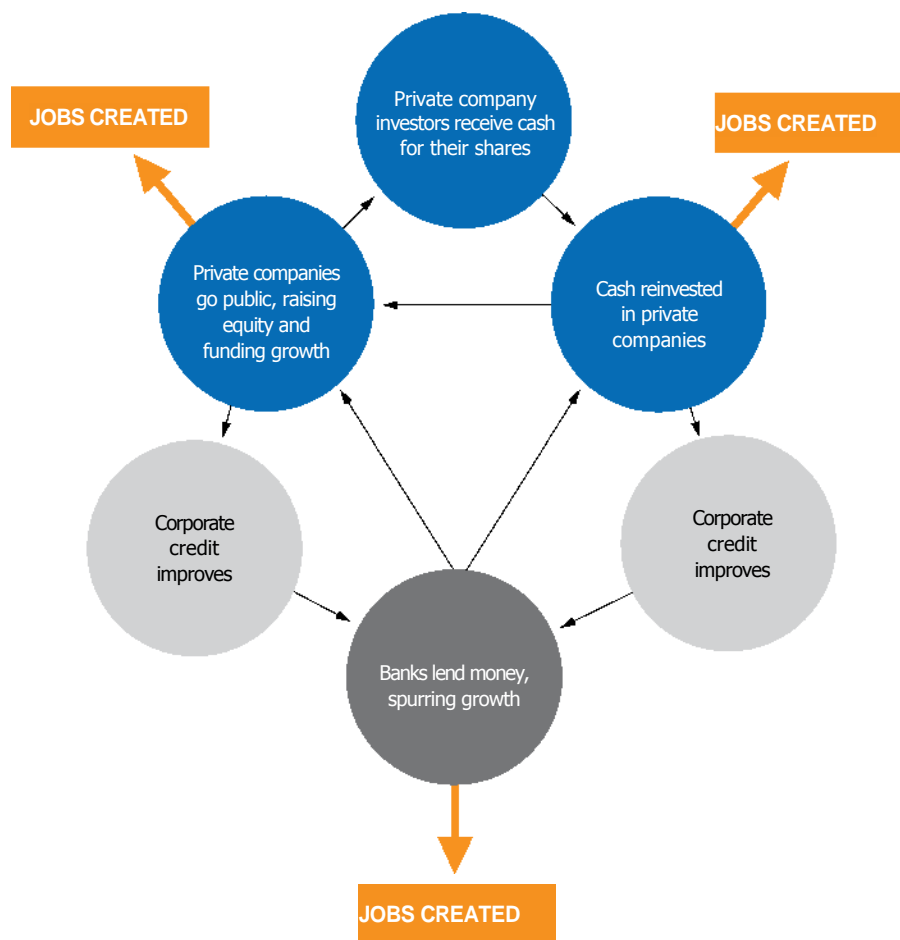 Private company
investors receive cash
for their shares
JOBS CREATED
JOBS CREATED
Private companies
go public, raising
equity and
funding growth
Cash reinvested
in private
companies
Corporate
credit
improves
Corporate
credit
improves
Banks lend money,
spurring growth
JOBS CREATED